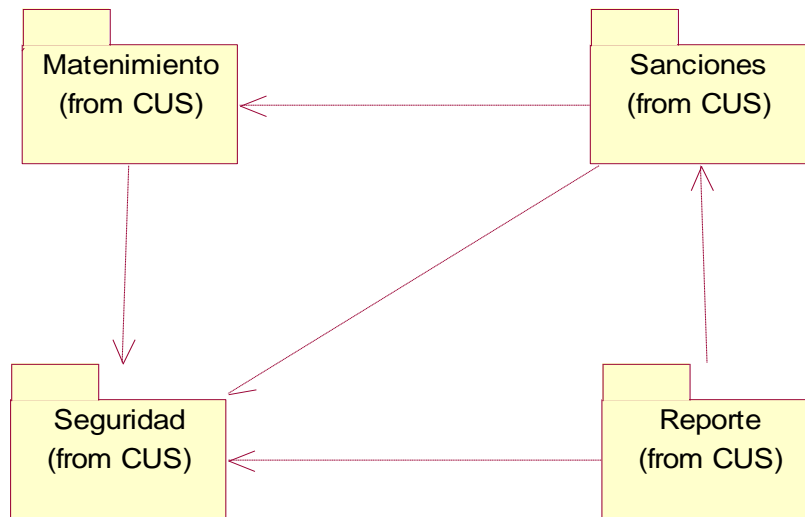 Matenimiento
(from CUS)
Sanciones
(from CUS)
Seguridad
(from CUS)
Reporte
(from CUS)